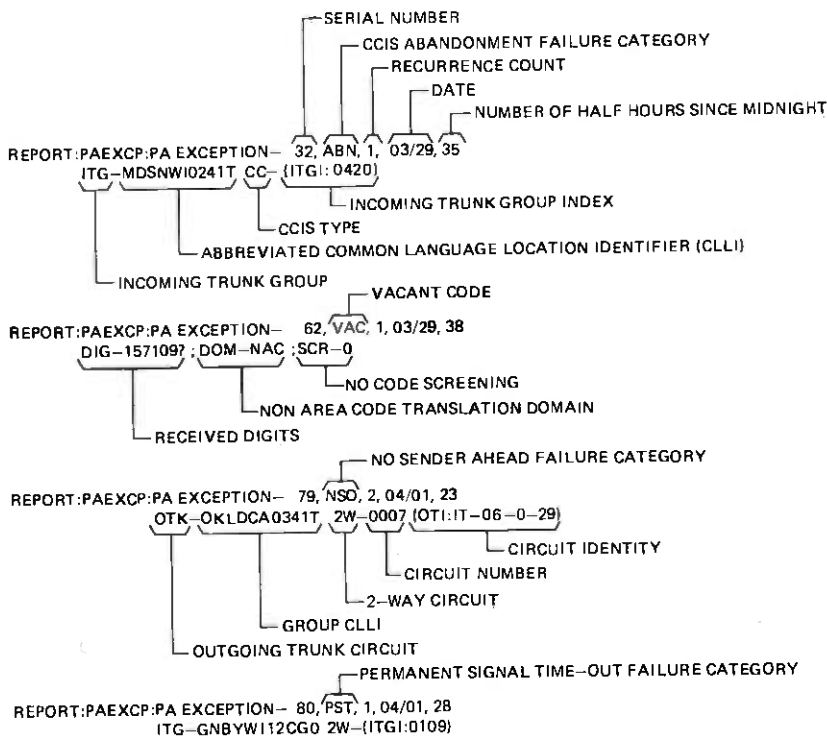 SERIAL NUMBER
CCIS ABANDONMENT FAILURE CATEGORY
RECURRENCE COUNT
DATE
NUMBER OF HALF HOURS SINCE MIDNIGHT
REPORT:PAEXCP:PA EXCEPTION- 32, ABN, 1, 03/29, 35
ITG-MDSNWI0241T CC-(ITGI:0420)
INCOMING TRUNK GROUP INDEX
CCIS TYPE
ABBREVIATED COMMON LANGUAGE LOCATION IDENTIFIER (CLLI)
INCOMING TRUNK GROUP
VACANT CODE
REPORT:PAEXCP:PA EXCEPTION- 62, VAC, 1, 03/29, 38
DIG-157109?;DOM-NAC;SCR-0
NO CODE SCREENING
NON AREA CODE TRANSLATION DOMAIN
RECEIVED DIGITS
NO SENDER AHEAD FAILURE CATEGORY
REPORT:PAEXCP:PA EXCEPTION- 79, NSO, 2, 04/01, 23
OTK-OKLDCA0341T 2W-0007 (OTI:IT-06-0-29)
CIRCUIT IDENTITY
CIRCUIT NUMBER
2-WAY CIRCUIT
GROUP CLLI
OUTGOING TRUNK CIRCUIT
PERMANENT SIGNAL TIME-OUT FAILURE CATEGORY
REPORT:PAEXCP:PA EXCEPTION- 80, PST, 1, 04/01, 28
ITG-GNBYWI12CG0 2W-(ITGI:0109)